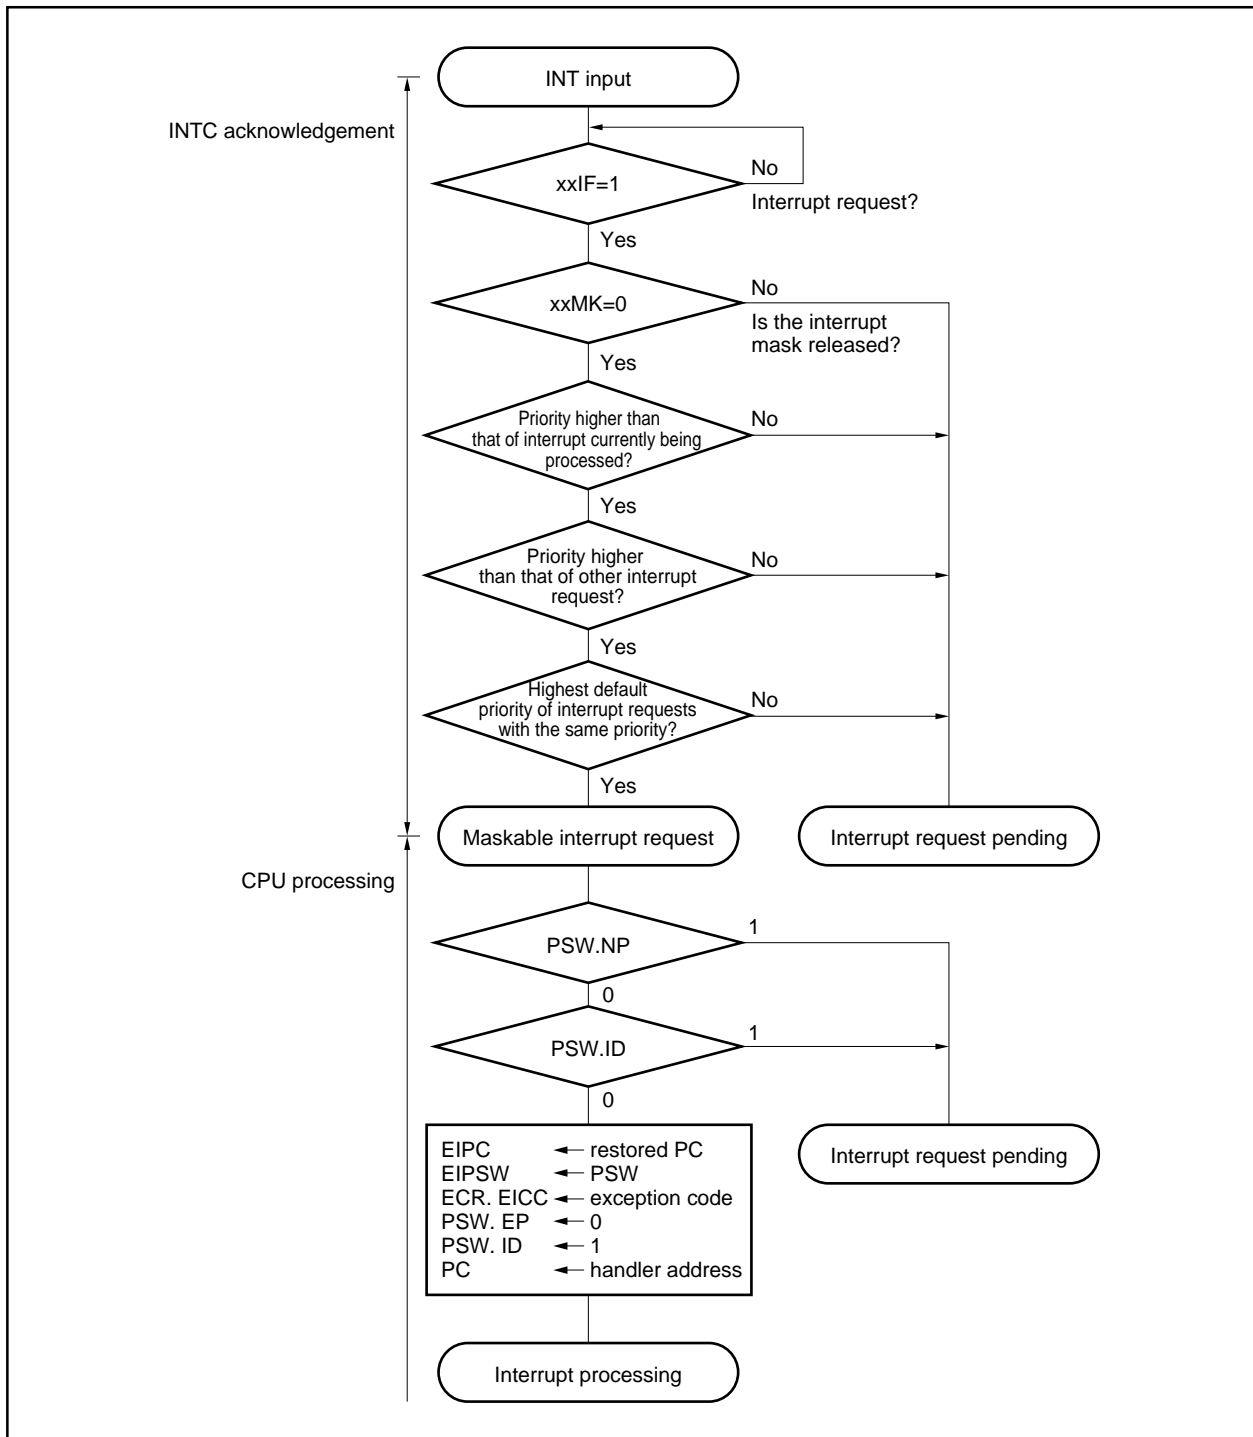 INT input
INTC acknowledgement
xxIF=1
No
Interrupt request?
Yes
xxMK=0
No
Is the interrupt
mask released?
Yes
Priority higher than
that of interrupt currently being
processed?
No
Yes
Priority higher
than that of other interrupt
request?
No
Yes
Highest default
priority of interrupt requests
with the same priority?
No
Yes
Maskable interrupt request
Interrupt request pending
CPU processing
PSW.NP
1
0
PSW.ID
1
0
EIPC ← restored PC
EIPSW ← PSW
ECR. EICC ← exception code
PSW. EP ← 0
PSW. ID ← 1
PC ← handler address
Interrupt request pending
Interrupt processing